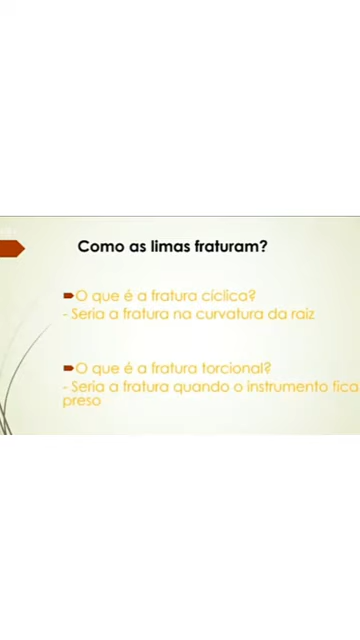 Como as limas fraturam?
O que é a fratura cíclica?
- Seria a fratura na curvatura da raiz
O que é a fratura torcional?
- Seria a fratura quando o instrumento fica
preso